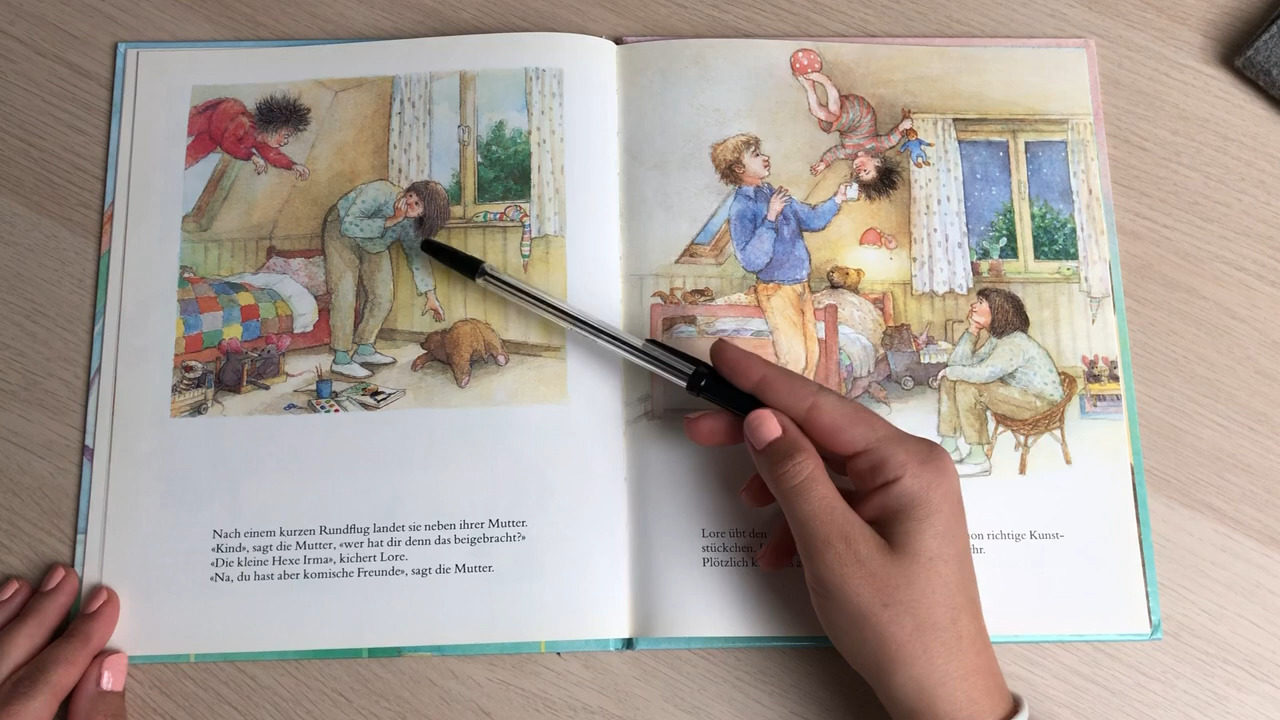 Nach einem kurzen Rundflug landet sie neben ihrer Mutter.
«Kind», sagt die Mutter, «wer hat dir denn das beigebracht?»
«Die kleine Hexe Irma», kichert Lore.
«Na, du hast aber komische Freunde», sagt die Mutter.
Lore übt den richtige Kunst-
stückchen.
Plötzlich